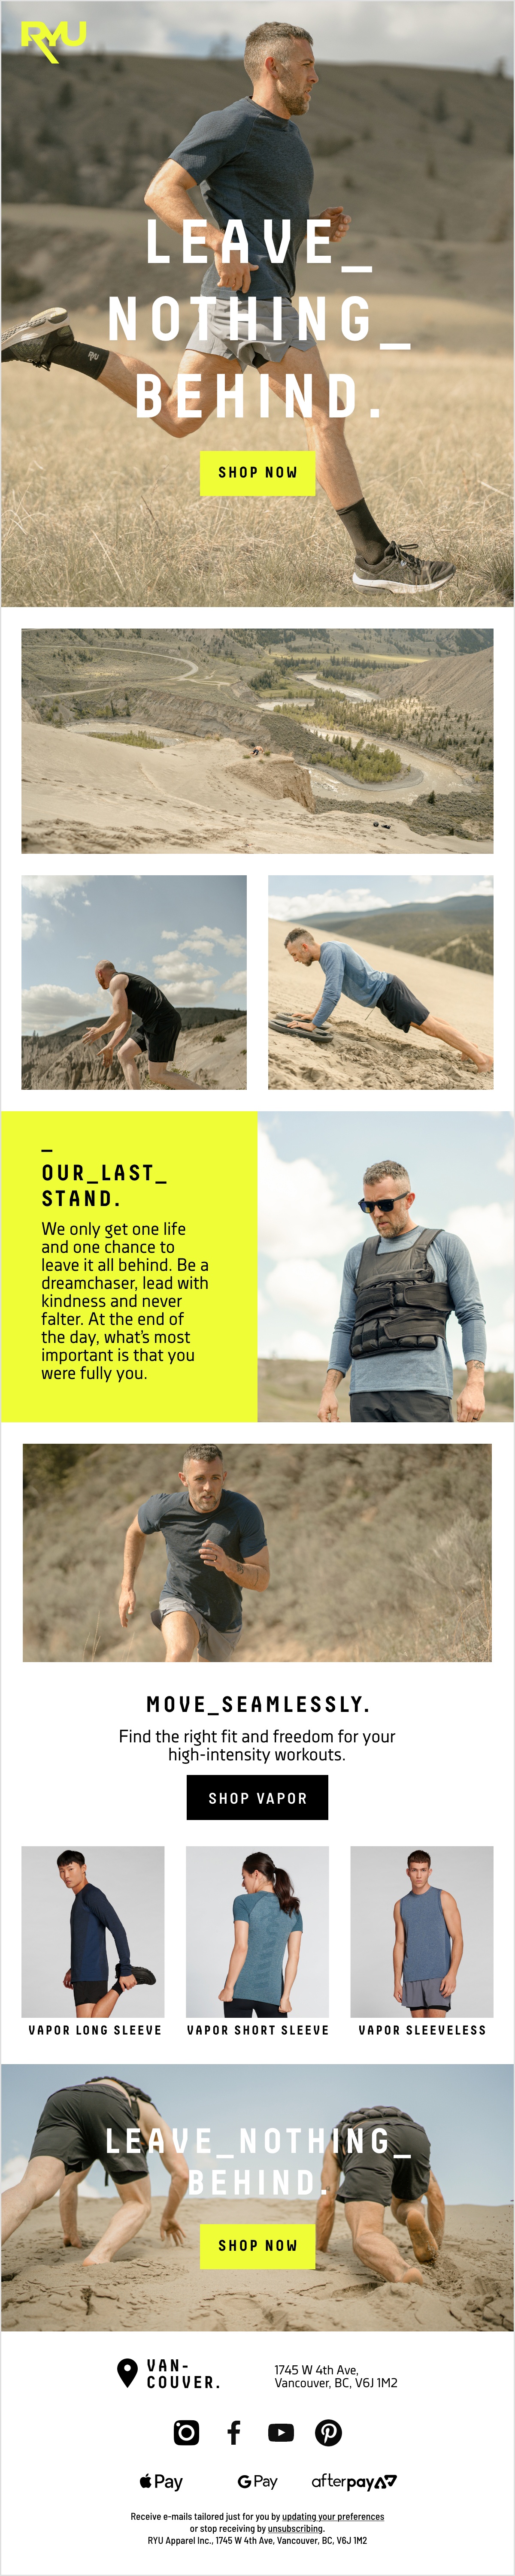 RYU
LEAVE_
NOTHING_
BEHIND.
RYU
SHOP NOW
OUR_LAST_
STAND.
We only get one life
and one chance to
leave it all behind. Be a
dreamchaser, lead with
kindness and never
falter. At the end of
the day, what's most
important is that you
were fully you.
MOVE_SEAMLESSLY.
Find the right fit and freedom for your
high-intensity workouts.
SHOP VAPOR
VAPOR LONG SLEEVE
VAPOR SHORT SLEEVE
VAPOR SLEEVELESS
LEAVE_NOTHING_
BEHIND.
SHOP NOW
VAN-
COUVER.
1745 W 4th Ave,
Vancouver, BC, V6J 1M2
Pay
G Pay
afterpay
Receive e-mails tailored just for you by updating your preferences
or stop receiving by unsubscribing.
RYU Apparel Inc., 1745 W 4th Ave, Vancouver, BC, V6J 1M2